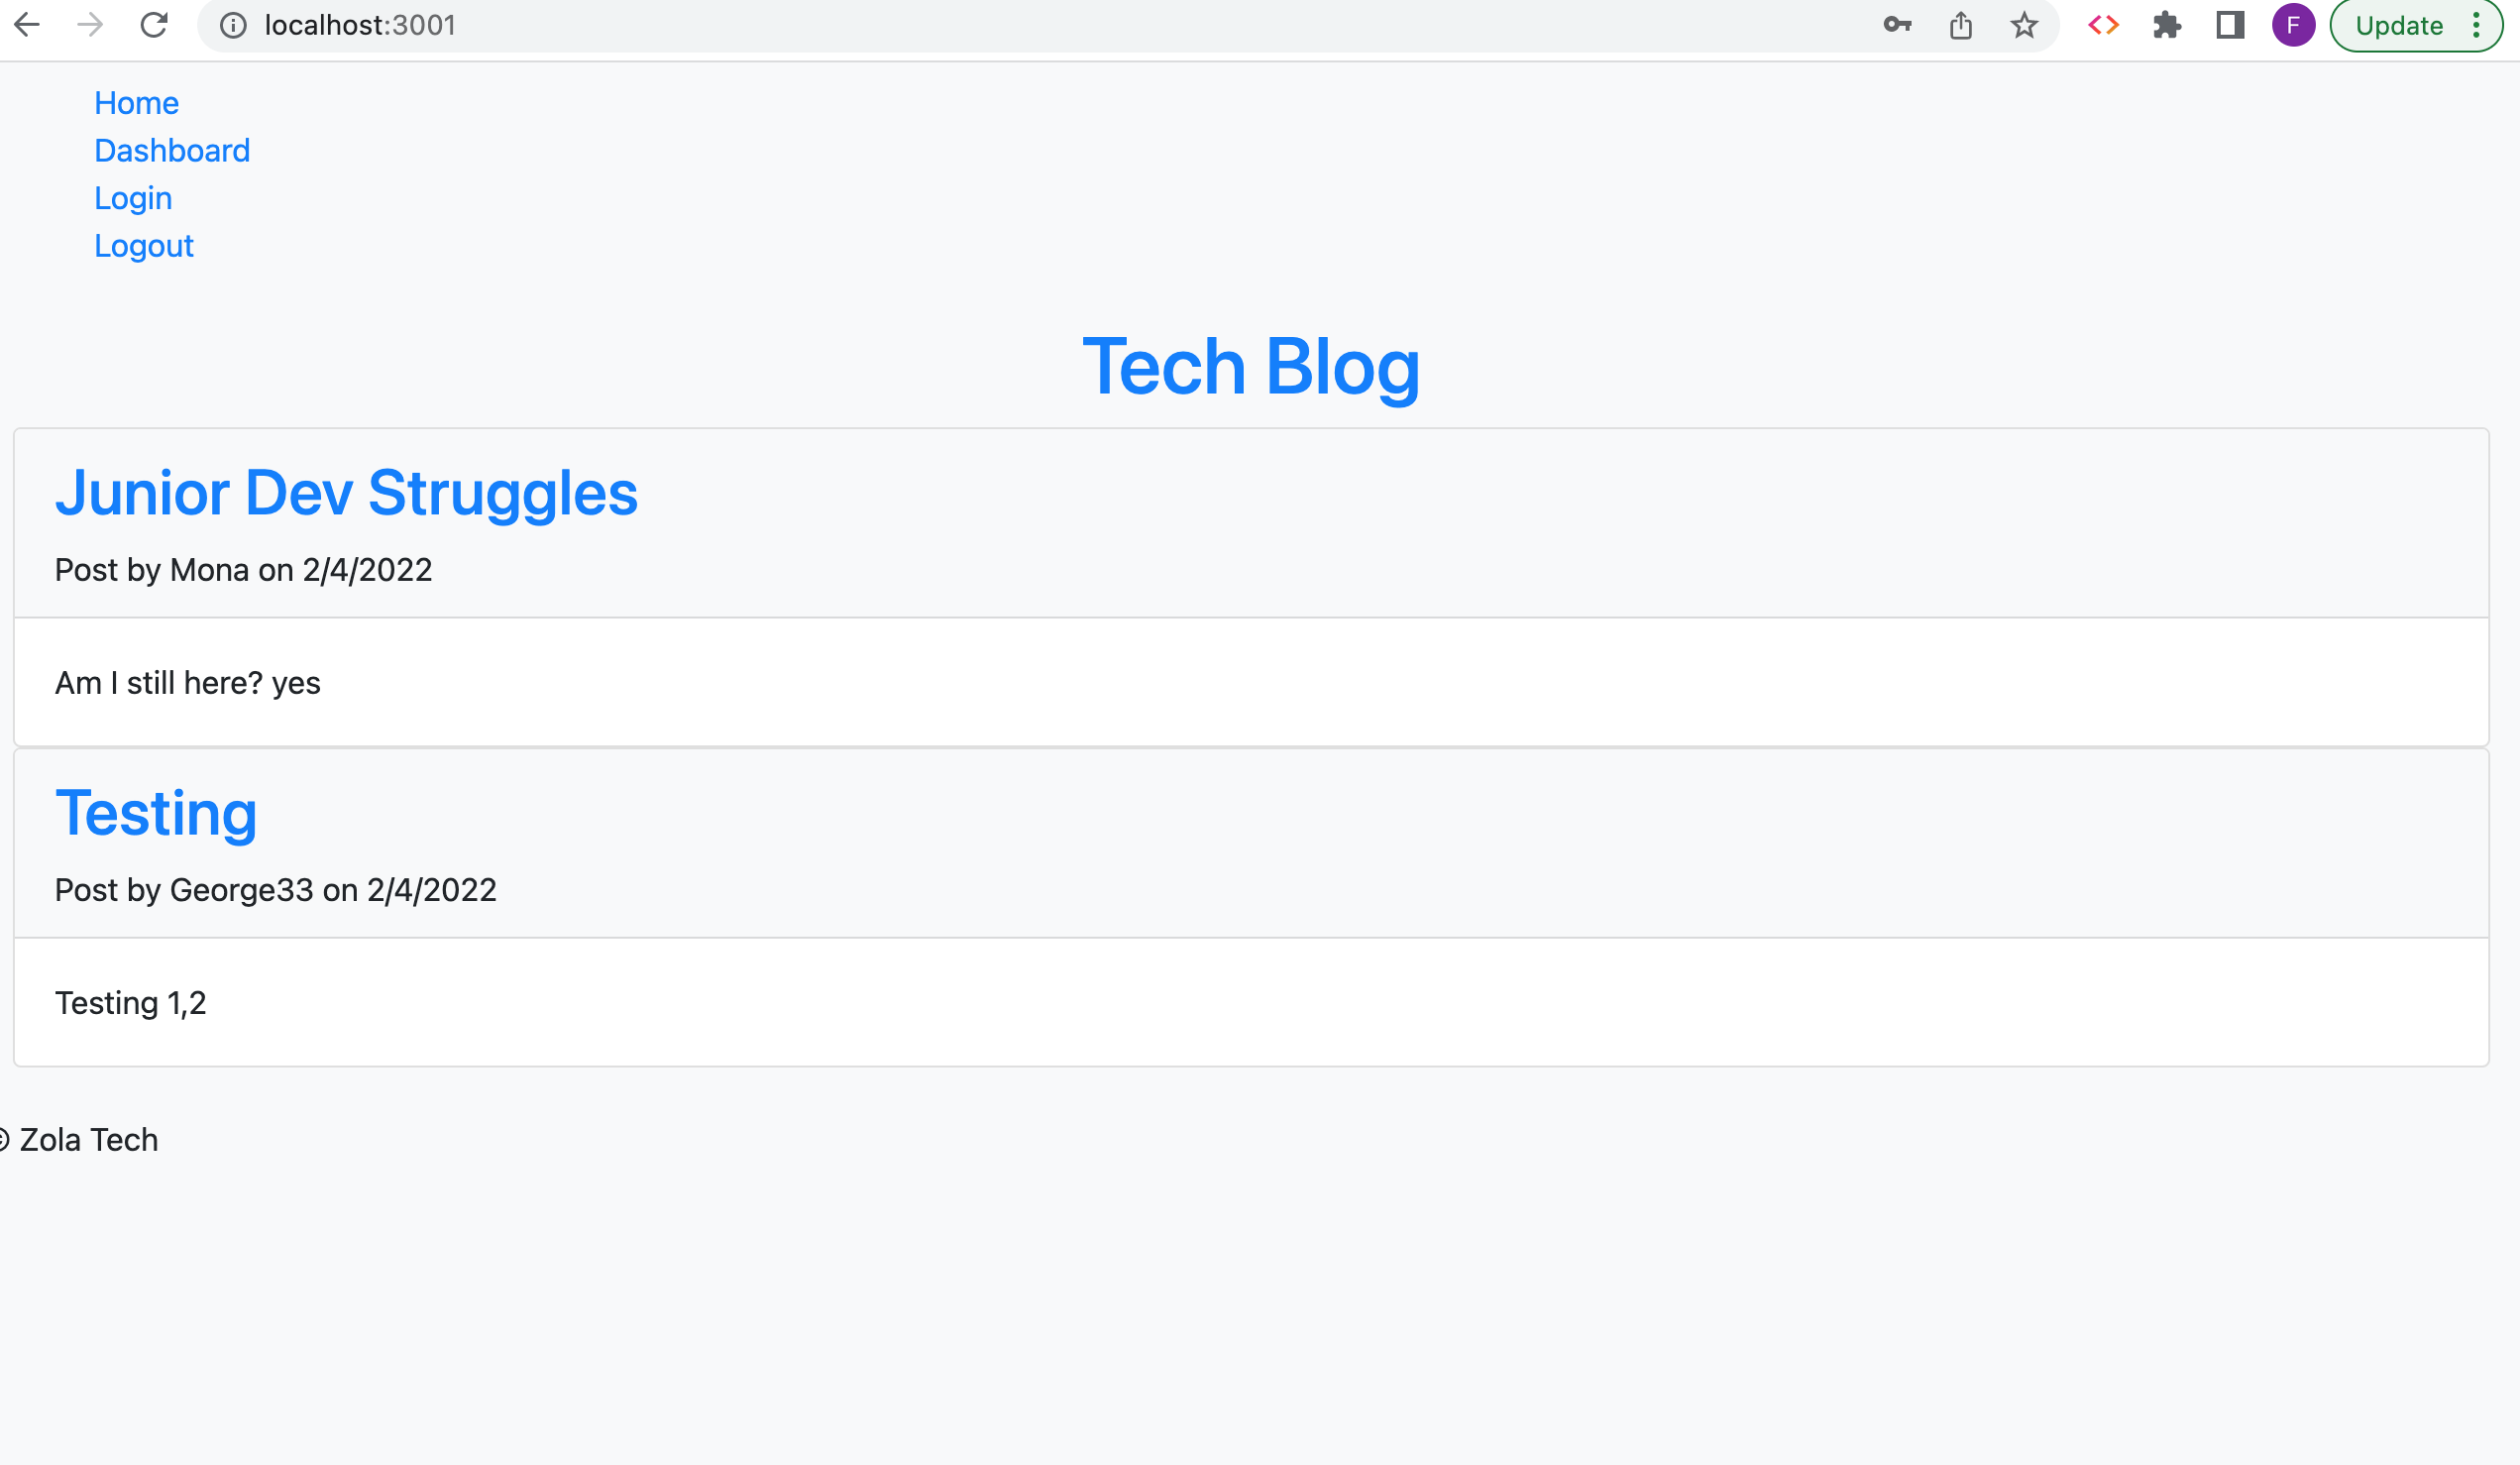 localhost:3001
F
Update
Home
Dashboard
Login
Logout
Tech Blog
Junior Dev Struggles
Post by Mona on 2/4/2022
Am I still here? yes
Testing
Post by George33 on 2/4/2022
Testing 1,2
© Zola Tech